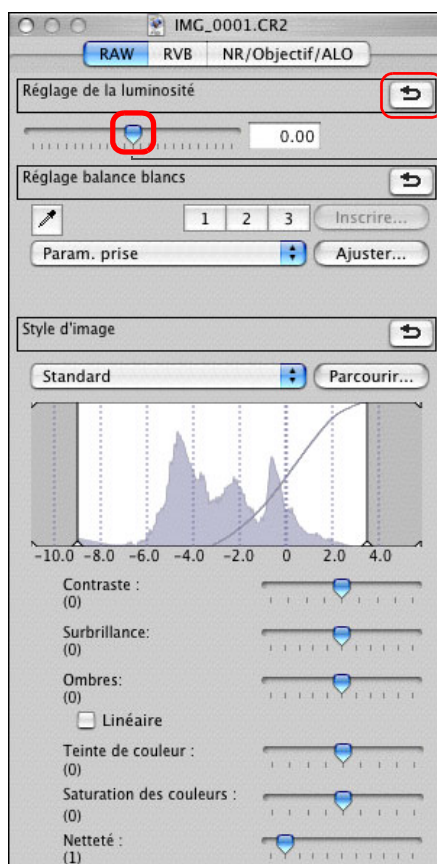 IMG_0001.CR2
RAW RVB NR/Objectif/ALO
Réglage de la luminosité
0.00
Réglage balance blancs
1 2 3 Inscrire...
Param. prise Ajuster...
Style d'image
Standard Parcourir...
-10.0 -8.0 -6.0 -4.0 -2.0 0 2.0 4.0
Contraste :
(0)
Surbrillance:
(0)
Ombres:
(0)
Linéaire
Teinte de couleur :
(0)
Saturation des couleurs :
(0)
Netteté :
(1)